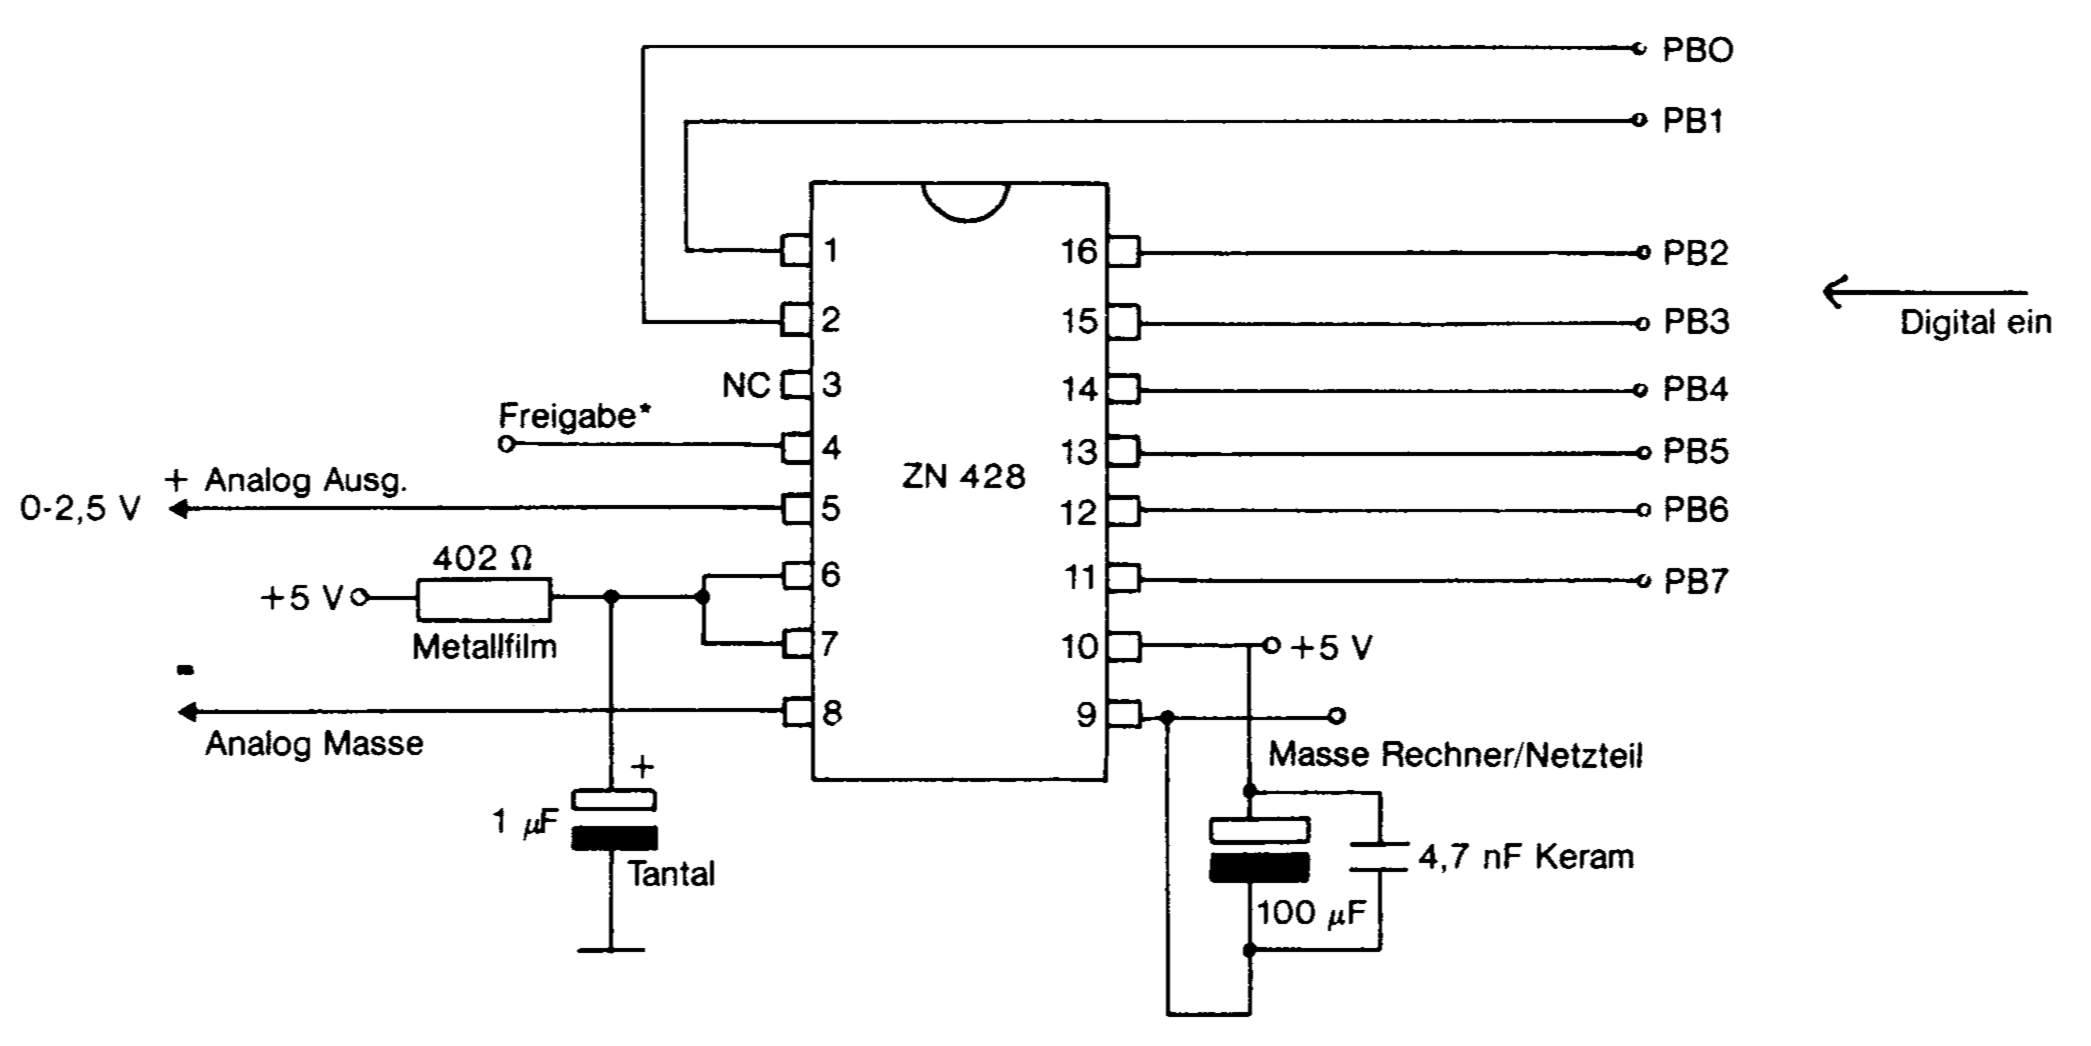 PB0
PB1
1
16
PB2
2
15
PB3
Digital ein
NC
3
14
PB4
Freigabe*
4
13
PB5
ZN 428
+ Analog Ausg.
0-2,5 V
5
12
PB6
402 Ω
6
11
PB7
+5 V
Metallfilm
7
10
+5 V
-
8
9
Analog Masse
Masse Rechner/Netzteil
+
1 µF
Tantal
4,7 nF Keram
100 µF